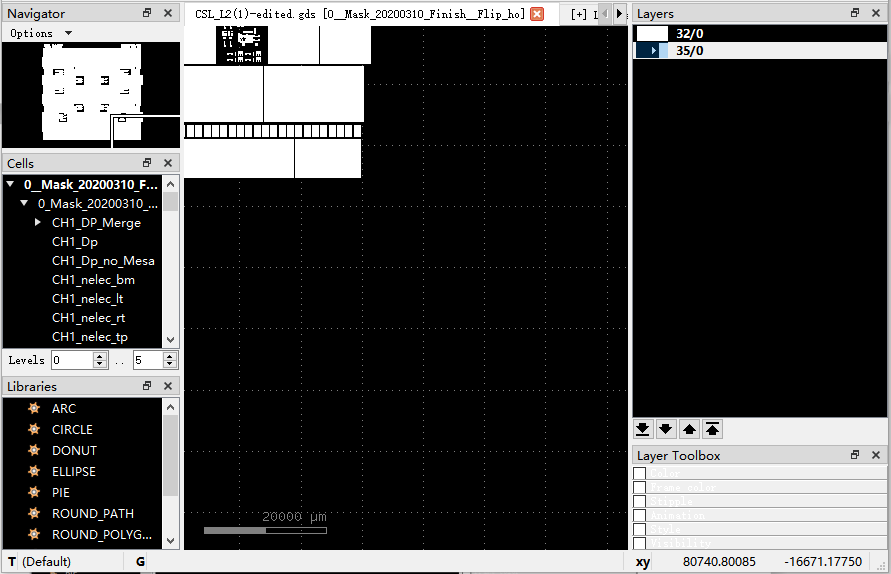 Navigator
Options
CSL_L2(1)-edited.gds [0__Mask_20200310_Finish__Flip_ho]
[+]
Layers
32/0
35/0
Cells
0__Mask_20200310_F...
0_Mask_20200310_...
CH1_DP_Merge
CH1_Dp
CH1_Dp_no_Mesa
CH1_nelec_bm
CH1_nelec_lt
CH1_nelec_rt
CH1_nelec_tp
Levels 0 .. 5
Libraries
ARC
CIRCLE
DONUT
ELLIPSE
PIE
ROUND_PATH
ROUND_POLYG...
20000 µm
Layer Toolbox
Color
Frame color
Stipple
Animation
Style
Visibility
T (Default) G xy 80740.80085 -16671.17750